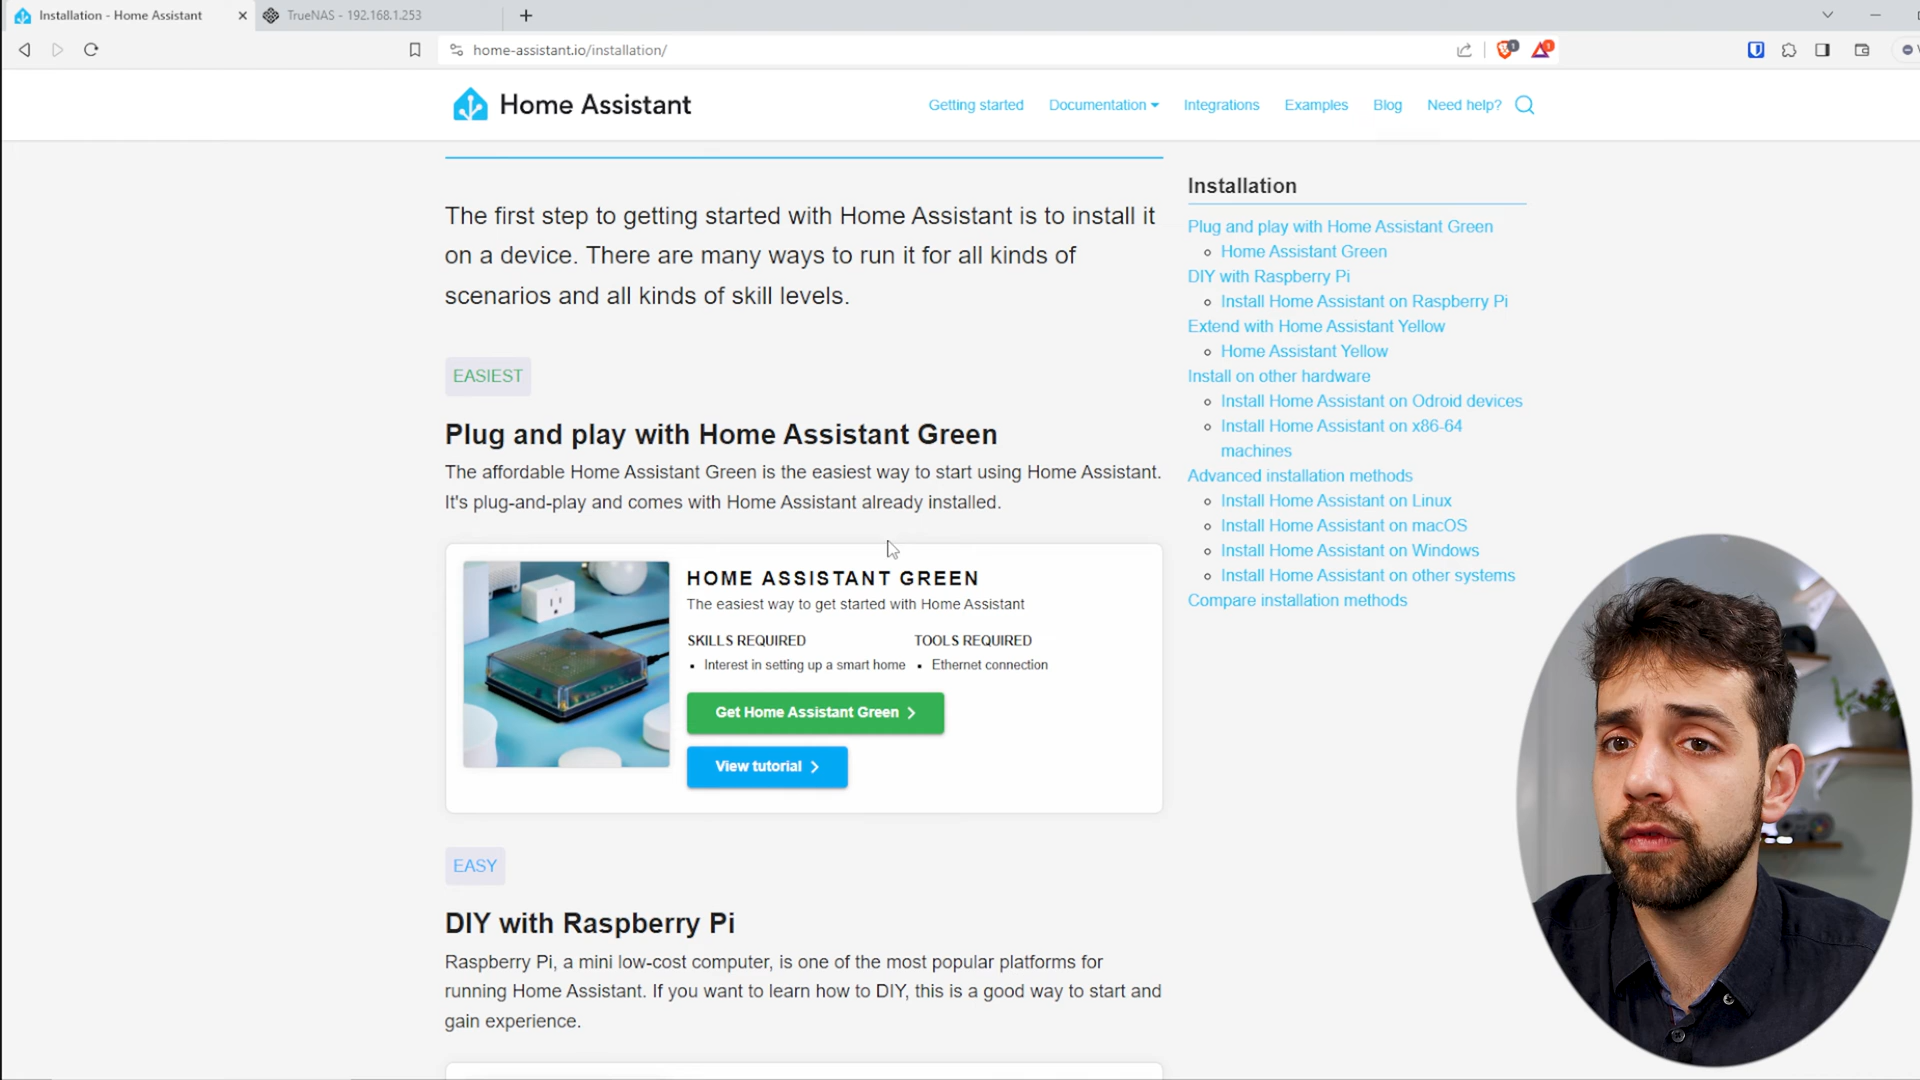 Installation - Home Assistant
TrueNAS - 192.168.1.253
home-assistant.io/installation/
1
1
Home Assistant
Getting started
Documentation
Integrations
Examples
Blog
Need help?
The first step to getting started with Home Assistant is to install it
on a device. There are many ways to run it for all kinds of
scenarios and all kinds of skill levels.
EASIEST
Plug and play with Home Assistant Green
The affordable Home Assistant Green is the easiest way to start using Home Assistant.
It's plug-and-play and comes with Home Assistant already installed.
HOME ASSISTANT GREEN
The easiest way to get started with Home Assistant
SKILLS REQUIRED
Interest in setting up a smart home
TOOLS REQUIRED
Ethernet connection
Get Home Assistant Green
View tutorial
EASY
DIY with Raspberry Pi
Raspberry Pi, a mini low-cost computer, is one of the most popular platforms for
running Home Assistant. If you want to learn how to DIY, this is a good way to start and
gain experience.
Installation
Plug and play with Home Assistant Green
Home Assistant Green
DIY with Raspberry Pi
Install Home Assistant on Raspberry Pi
Extend with Home Assistant Yellow
Home Assistant Yellow
Install on other hardware
Install Home Assistant on Odroid devices
Install Home Assistant on x86-64
machines
Advanced installation methods
Install Home Assistant on Linux
Install Home Assistant on macOS
Install Home Assistant on Windows
Install Home Assistant on other systems
Compare installation methods